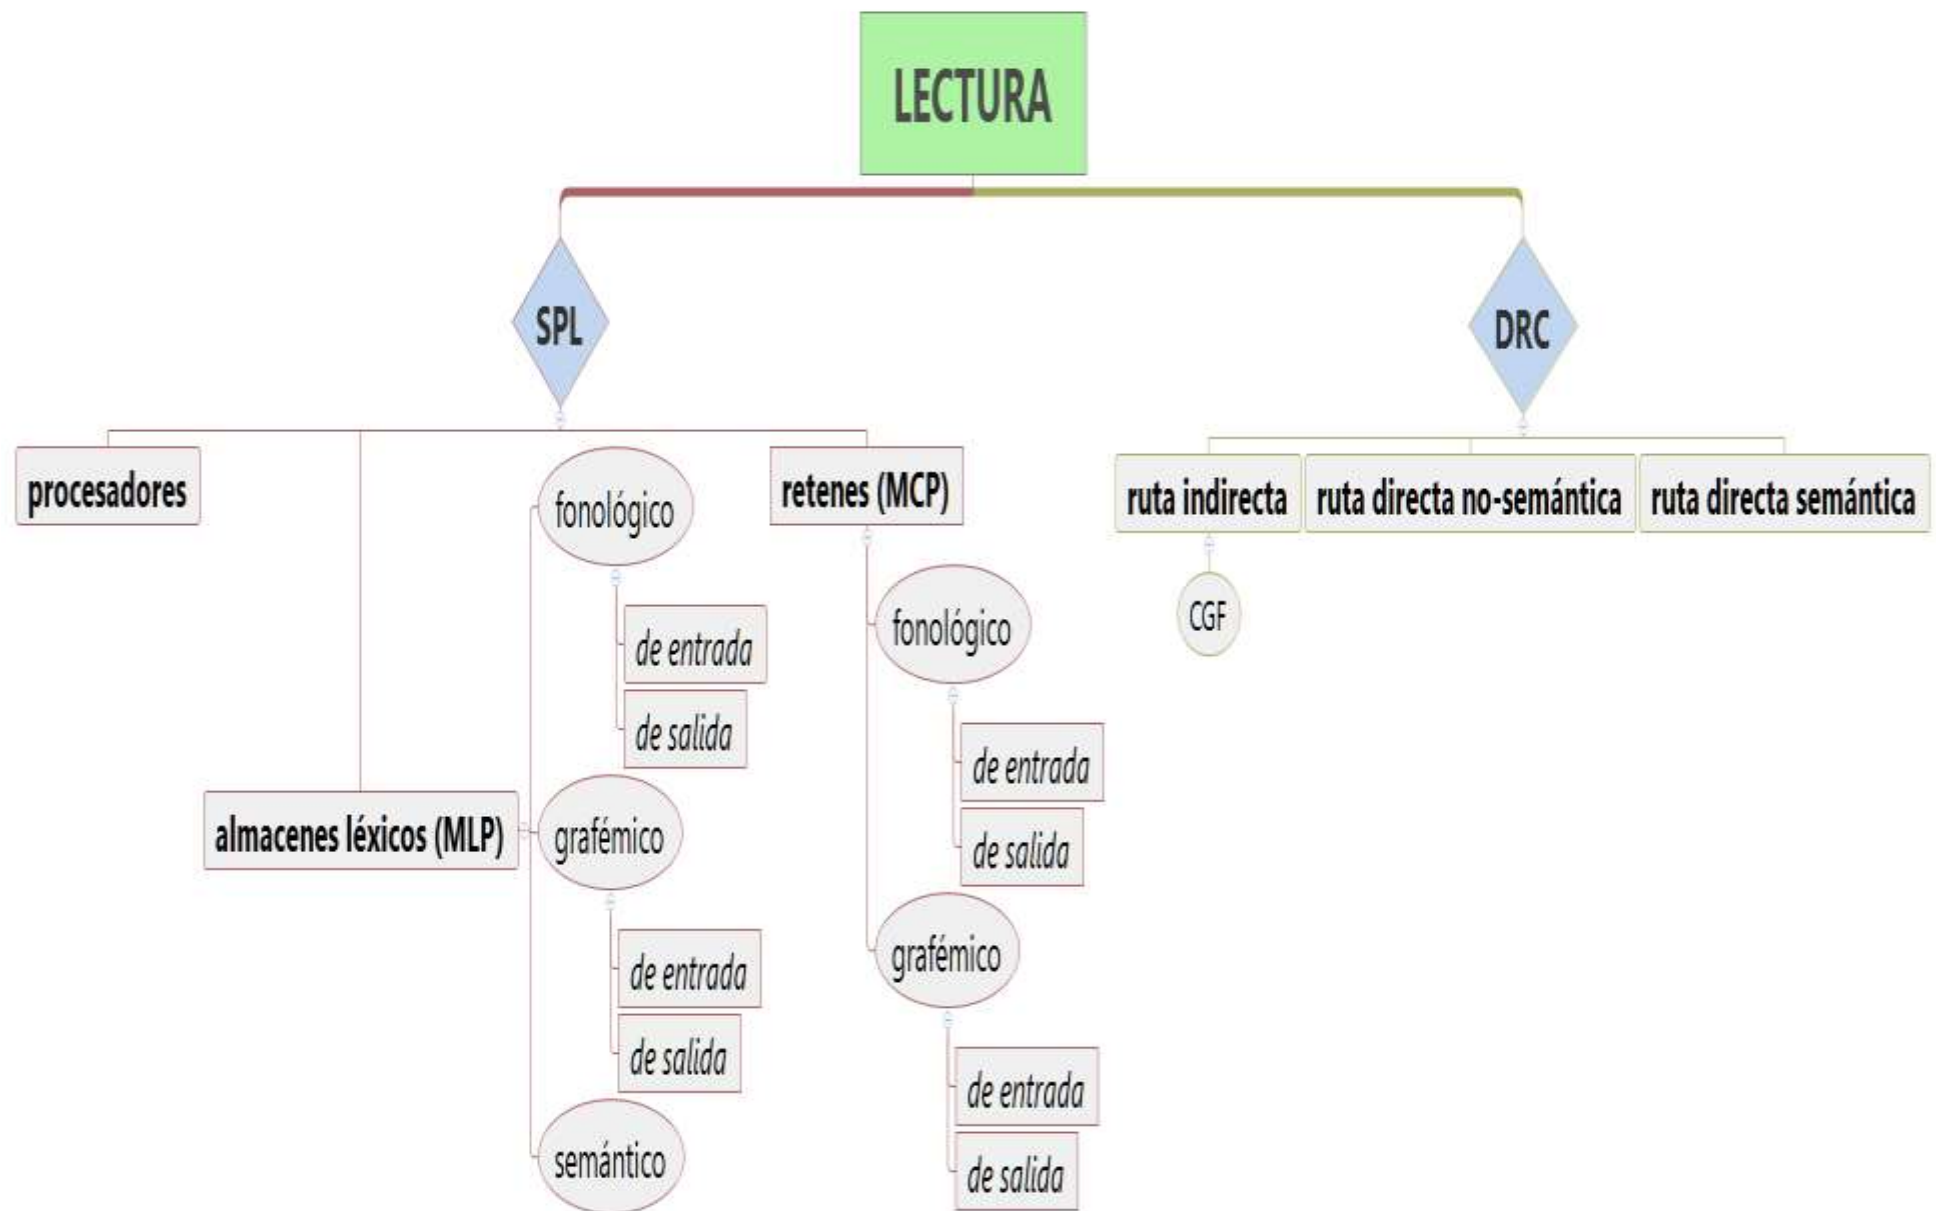 LECTURA
SPL
DRC
procesadores
almacenes léxicos (MLP)
fonológico
de entrada
de salida
grafémico
de entrada
de salida
semántico
retenes (MCP)
fonológico
de entrada
de salida
grafémico
de entrada
de salida
ruta indirecta
CGF
ruta directa no-semántica
ruta directa semántica